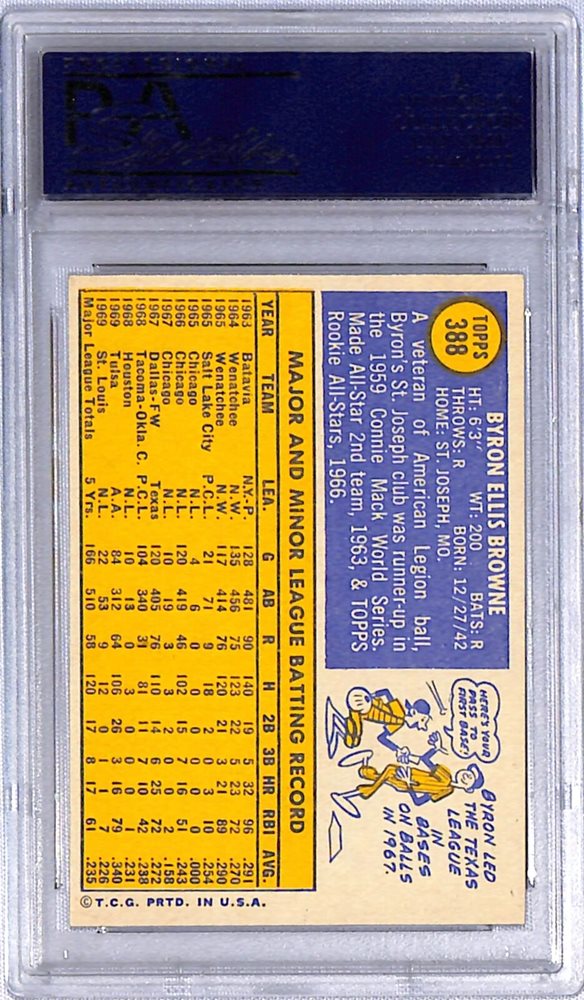 TOPPS
388
BYRON ELLIS BROWNE
HT: 6'3" WT: 200 BATS: R
THROWS: R BORN: 12/27/42
HOME: ST. JOSEPH, MO.
A veteran of American Legion ball,
Byron's St. Joseph club was runner-up in
the 1959 Connie Mack World Series.
Made All-Star 2nd team, 1963, & TOPPS
Rookie All-Stars, 1966.
HERE'S YOUR
PASS TO
FIRST BASE!
BYRON LED
THE TEXAS
LEAGUE
IN
BASES
ON BALLS
IN 1967.
MAJOR AND MINOR LEAGUE BATTING RECORD
YEAR TEAM LEA. G AB R H 2B 3B HR RBI AVG.
1963 Batavia N.Y.-P. 128 481 90 140 19 5 32 96 .291
1964 Wenatchee N.W. 135 456 75 123 22 5 23 72 .270
1965 Wenatchee N.W. 117 414 76 120 21 3 21 89 .290
1965 Salt Lake City P.C.L. 21 71 9 18 2 0 3 10 .254
1965 Chicago N.L. 4 6 0 0 0 0 0 0 .000
1966 Chicago N.L. 120 419 46 102 15 7 16 51 .243
1967 Chicago N.L. 10 19 3 3 2 0 0 2 .158
1967 Dallas-FW Texas 120 405 76 110 14 6 25 72 .272
1968 Tacoma-Okla. C. P.C.L. 104 340 31 81 11 7 10 42 .238
1968 Houston N.L. 10 13 0 3 0 0 0 1 .231
1969 Tulsa A.A. 84 312 64 106 26 3 16 79 .340
1969 St. Louis N.L. 22 53 9 12 0 1 1 7 .226
Major League Totals 5 Yrs. 166 510 58 120 17 8 17 61 .235
© T.C.G. PRTD. IN U.S.A.